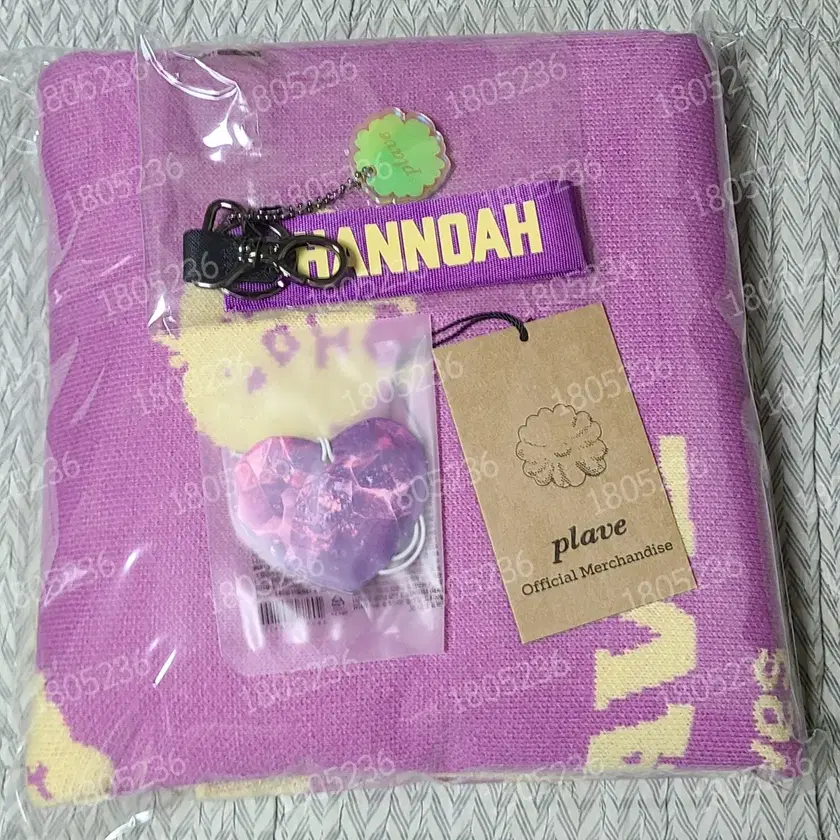 plave
HANNOAH
plave
Official Merchandise
1805236